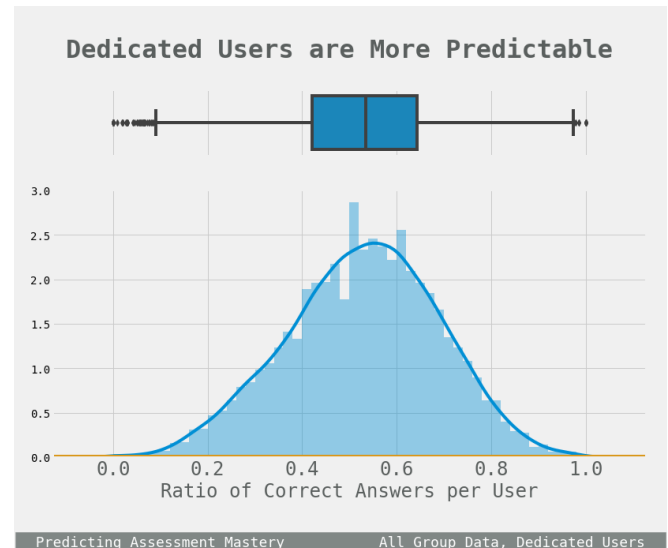 Dedicated Users are More Predictable
3.0
2.5
2.0
1.5
1.0
0.5
0.0
0.0 0.2 0.4 0.6 0.8 1.0
Ratio of Correct Answers per User
Predicting Assessment Mastery All Group Data, Dedicated Users